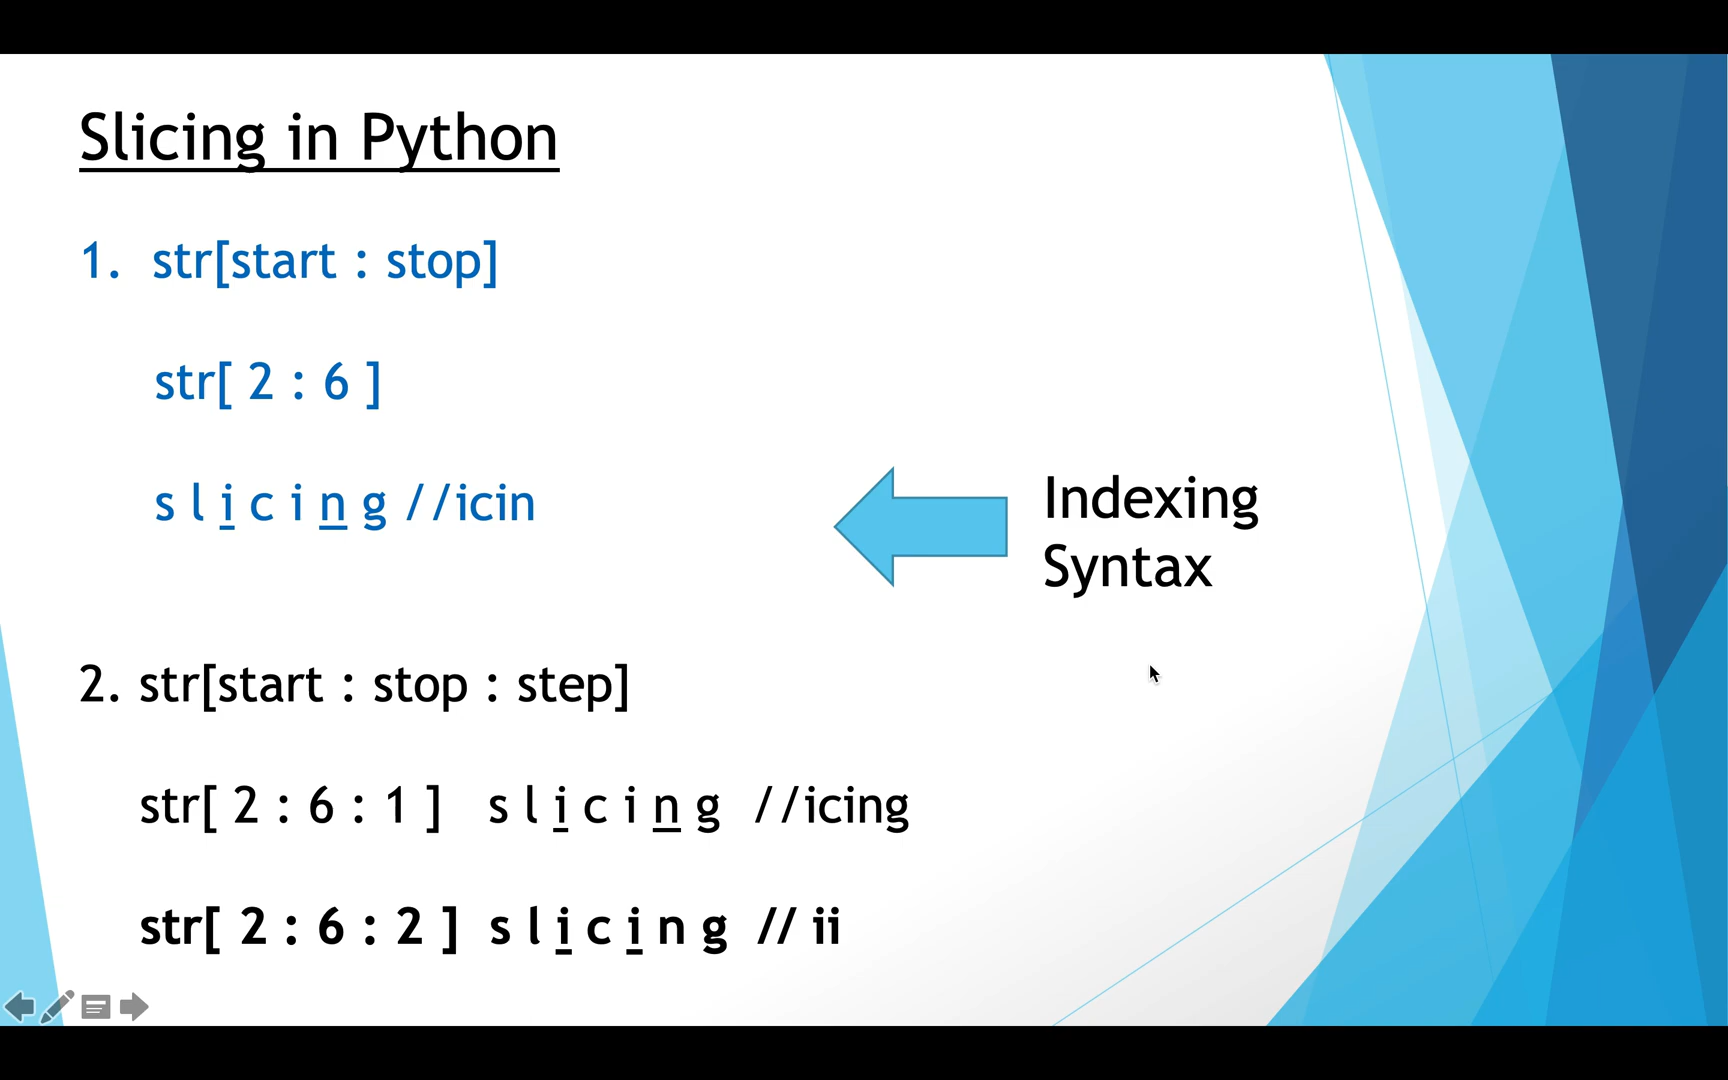 Slicing in Python
1. str[start : stop]
str[ 2 : 6 ]
s l i c i n g //icin
Indexing
Syntax
2. str[start : stop : step]
str[ 2 : 6 : 1 ] s l i c i n g //icing
str[ 2 : 6 : 2 ] s l i c i n g // ii